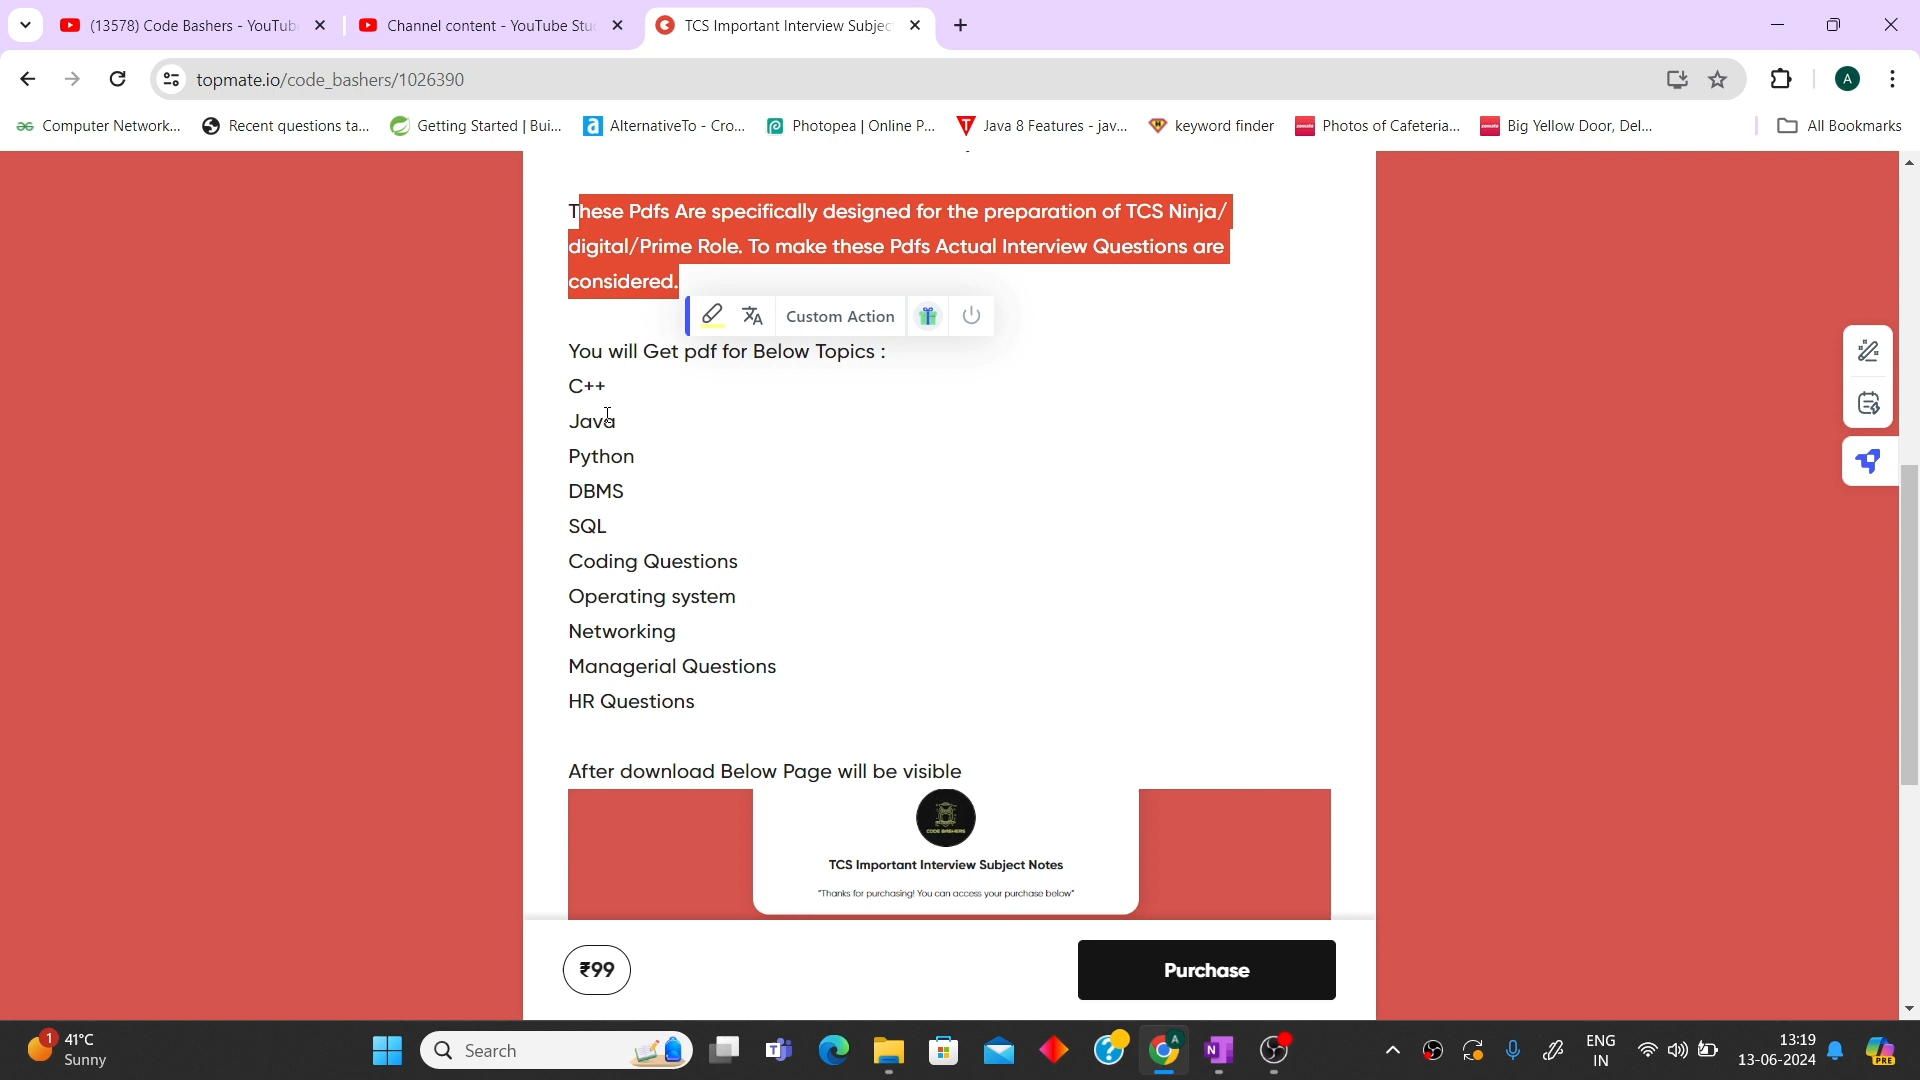 (13578) Code Bashers - YouTub
Channel content - YouTube Stu
TCS Important Interview Subjec
topmate.io/code_bashers/1026390
A
Computer Network...
Recent questions ta...
Getting Started | Bui...
AlternativeTo - Cro...
Photopea | Online P...
Java 8 Features - jav...
keyword finder
Photos of Cafeteria...
Big Yellow Door, Del...
All Bookmarks
These Pdfs Are specifically designed for the preparation of TCS Ninja/
digital/Prime Role. To make these Pdfs Actual Interview Questions are
considered.
Custom Action
You will Get pdf for Below Topics :
C++
Java
Python
DBMS
SQL
Coding Questions
Operating system
Networking
Managerial Questions
HR Questions
After download Below Page will be visible
CODE BASHERS
TCS Important Interview Subject Notes
"Thanks for purchasing! You can access your purchase below"
₹99
Purchase
1
41°C
Sunny
Search
ENG
IN
13:19
13-06-2024
PRE